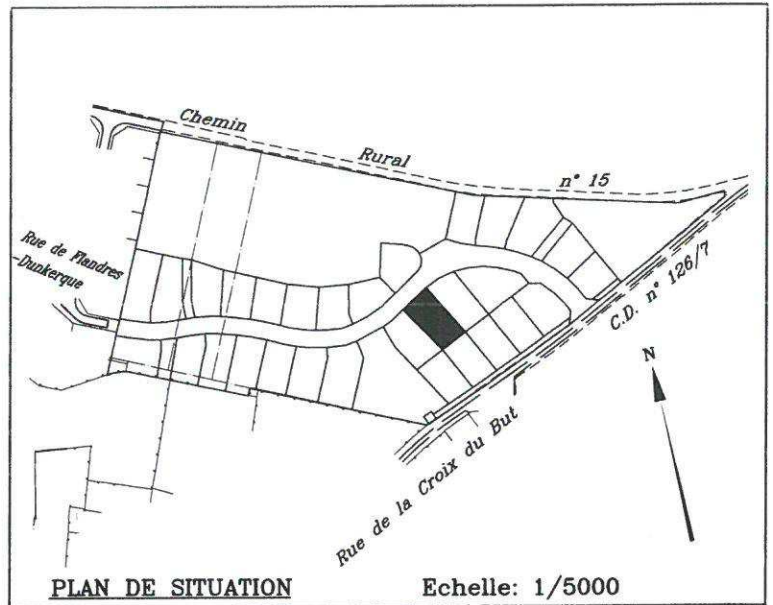 Chemin
Rural
n° 15
Rue de Flandres
-Dunkerque
C.D. n° 126/7
N
Rue de la Croix du But
PLAN DE SITUATION
Echelle: 1/5000